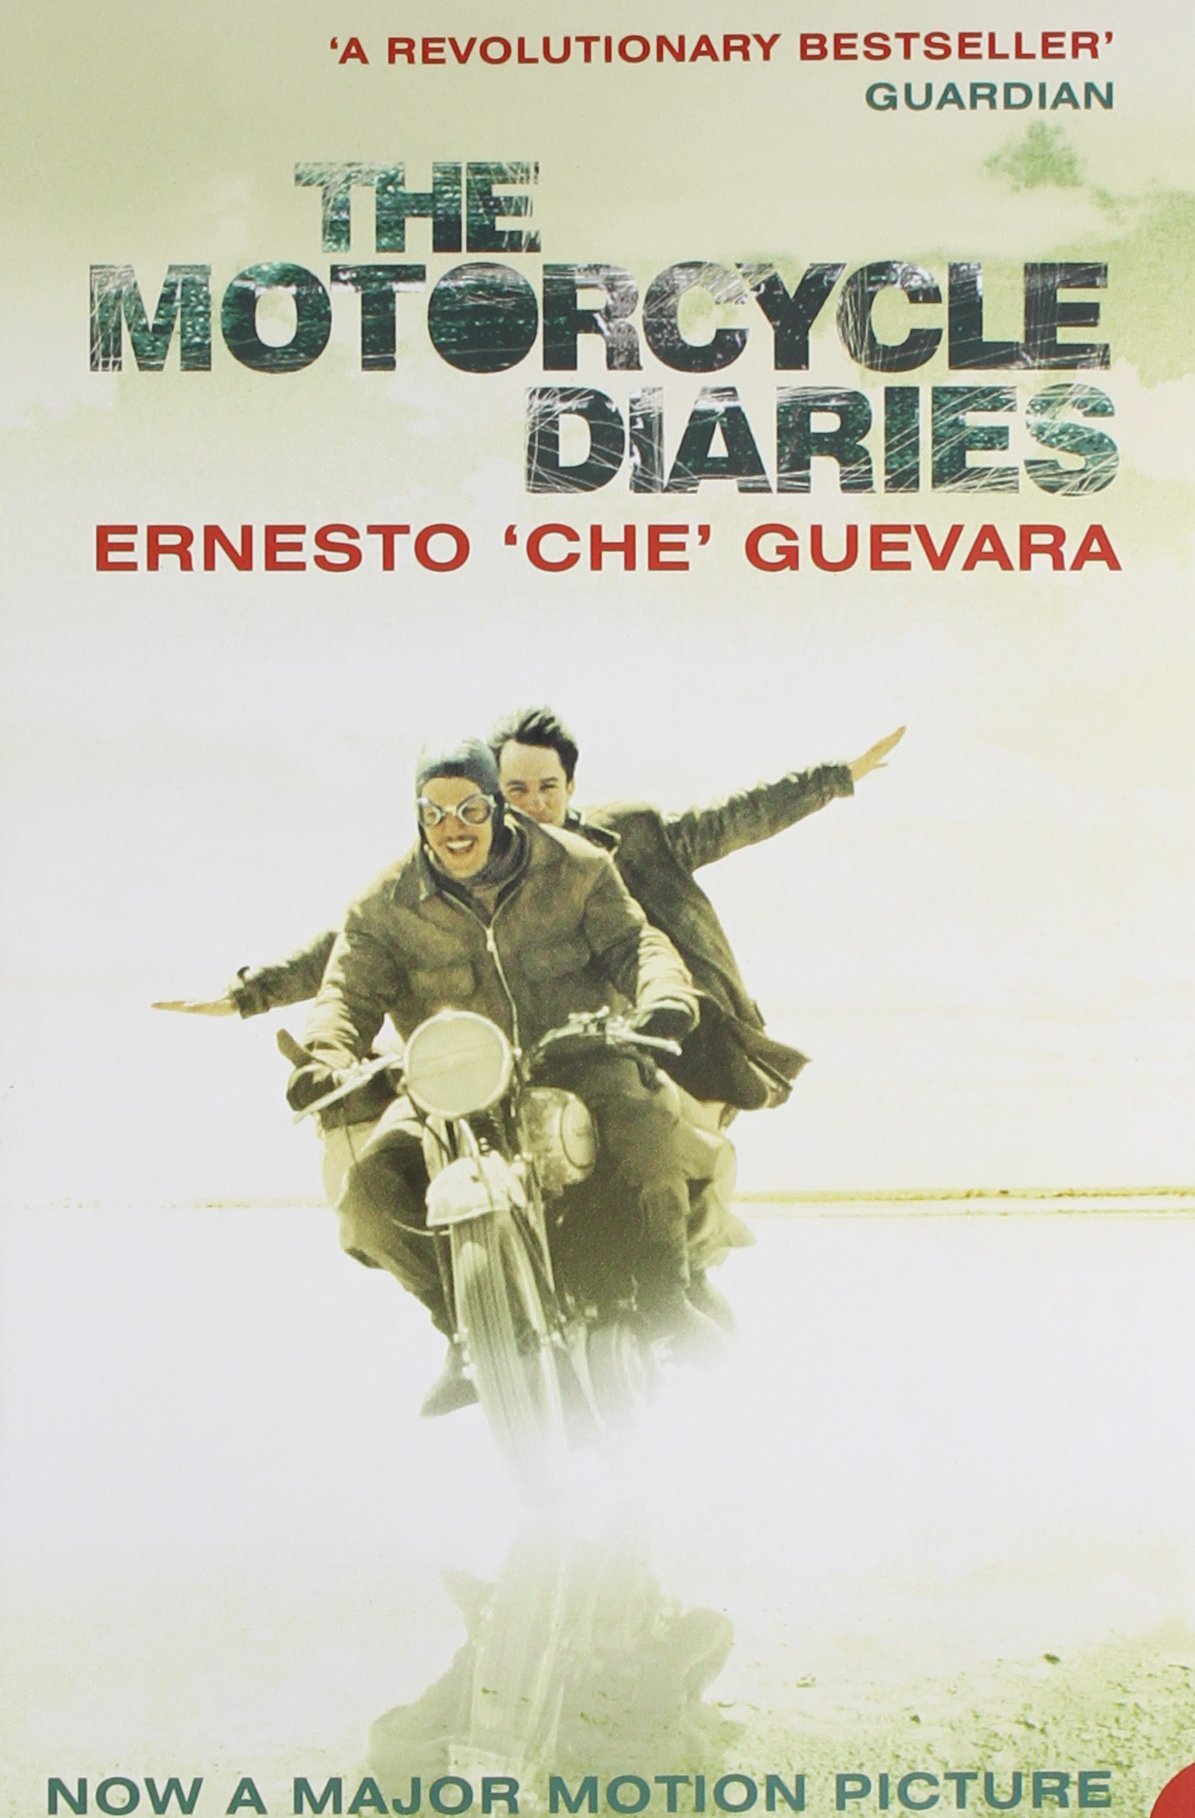 ‘A REVOLUTIONARY BESTSELLER’
GUARDIAN
THE
MOTORCYCLE
DIARIES
ERNESTO ‘CHE’ GUEVARA
NOW A MAJOR MOTION PICTURE